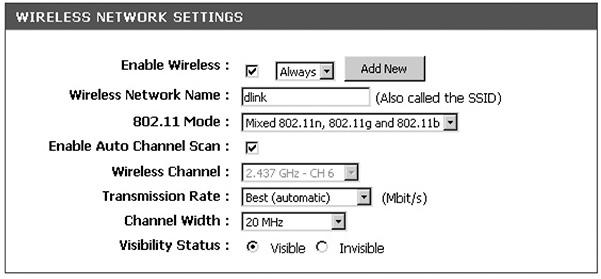 WIRELESS NETWORK SETTINGS
Enable Wireless : Always Add New
Wireless Network Name : dlink (Also called the SSID)
802.11 Mode : Mixed 802.11n, 802.11g and 802.11b
Enable Auto Channel Scan :
Wireless Channel : 2.437 GHz - CH 6
Transmission Rate : Best (automatic) (Mbit/s)
Channel Width : 20 MHz
Visibility Status : Visible Invisible